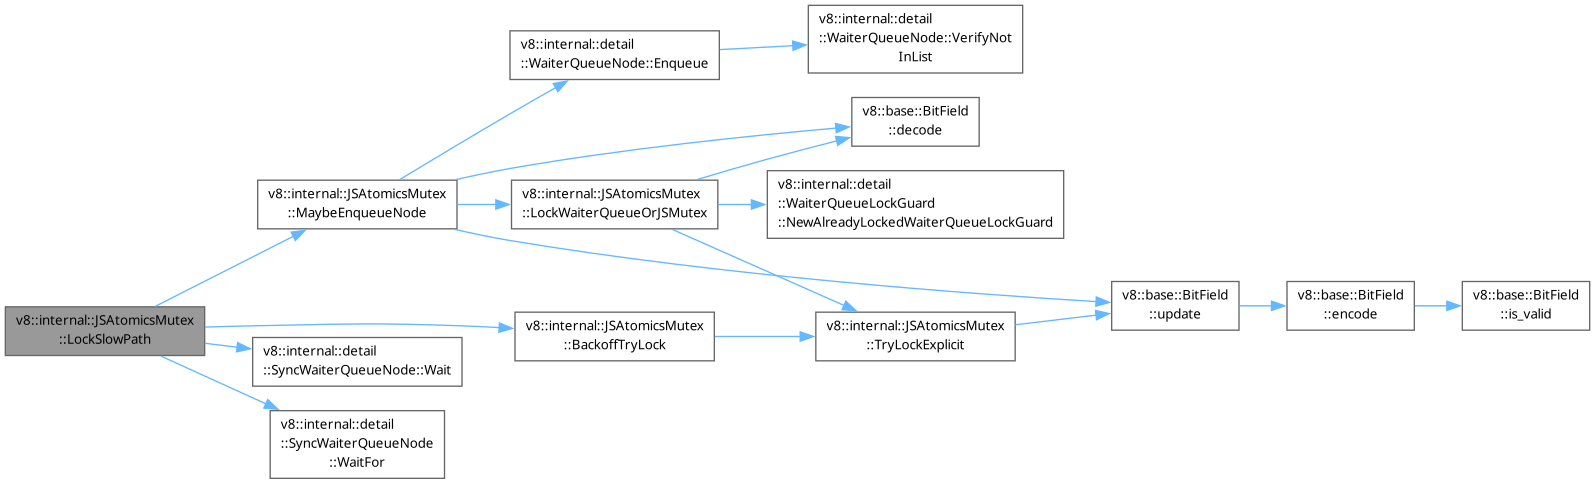 v8::internal::JSAtomicsMutex
::LockSlowPath
v8::internal::JSAtomicsMutex
::MaybeEnqueueNode
v8::internal::detail
::WaiterQueueNode::Enqueue
v8::internal::detail
::WaiterQueueNode::VerifyNot
InList
v8::base::BitField
::decode
v8::internal::JSAtomicsMutex
::LockWaiterQueueOrJSMutex
v8::internal::detail
::WaiterQueueLockGuard
::NewAlreadyLockedWaiterQueueLockGuard
v8::internal::JSAtomicsMutex
::TryLockExplicit
v8::base::BitField
::update
v8::base::BitField
::encode
v8::base::BitField
::is_valid
v8::internal::JSAtomicsMutex
::BackoffTryLock
v8::internal::detail
::SyncWaiterQueueNode::Wait
v8::internal::detail
::SyncWaiterQueueNode
::WaitFor